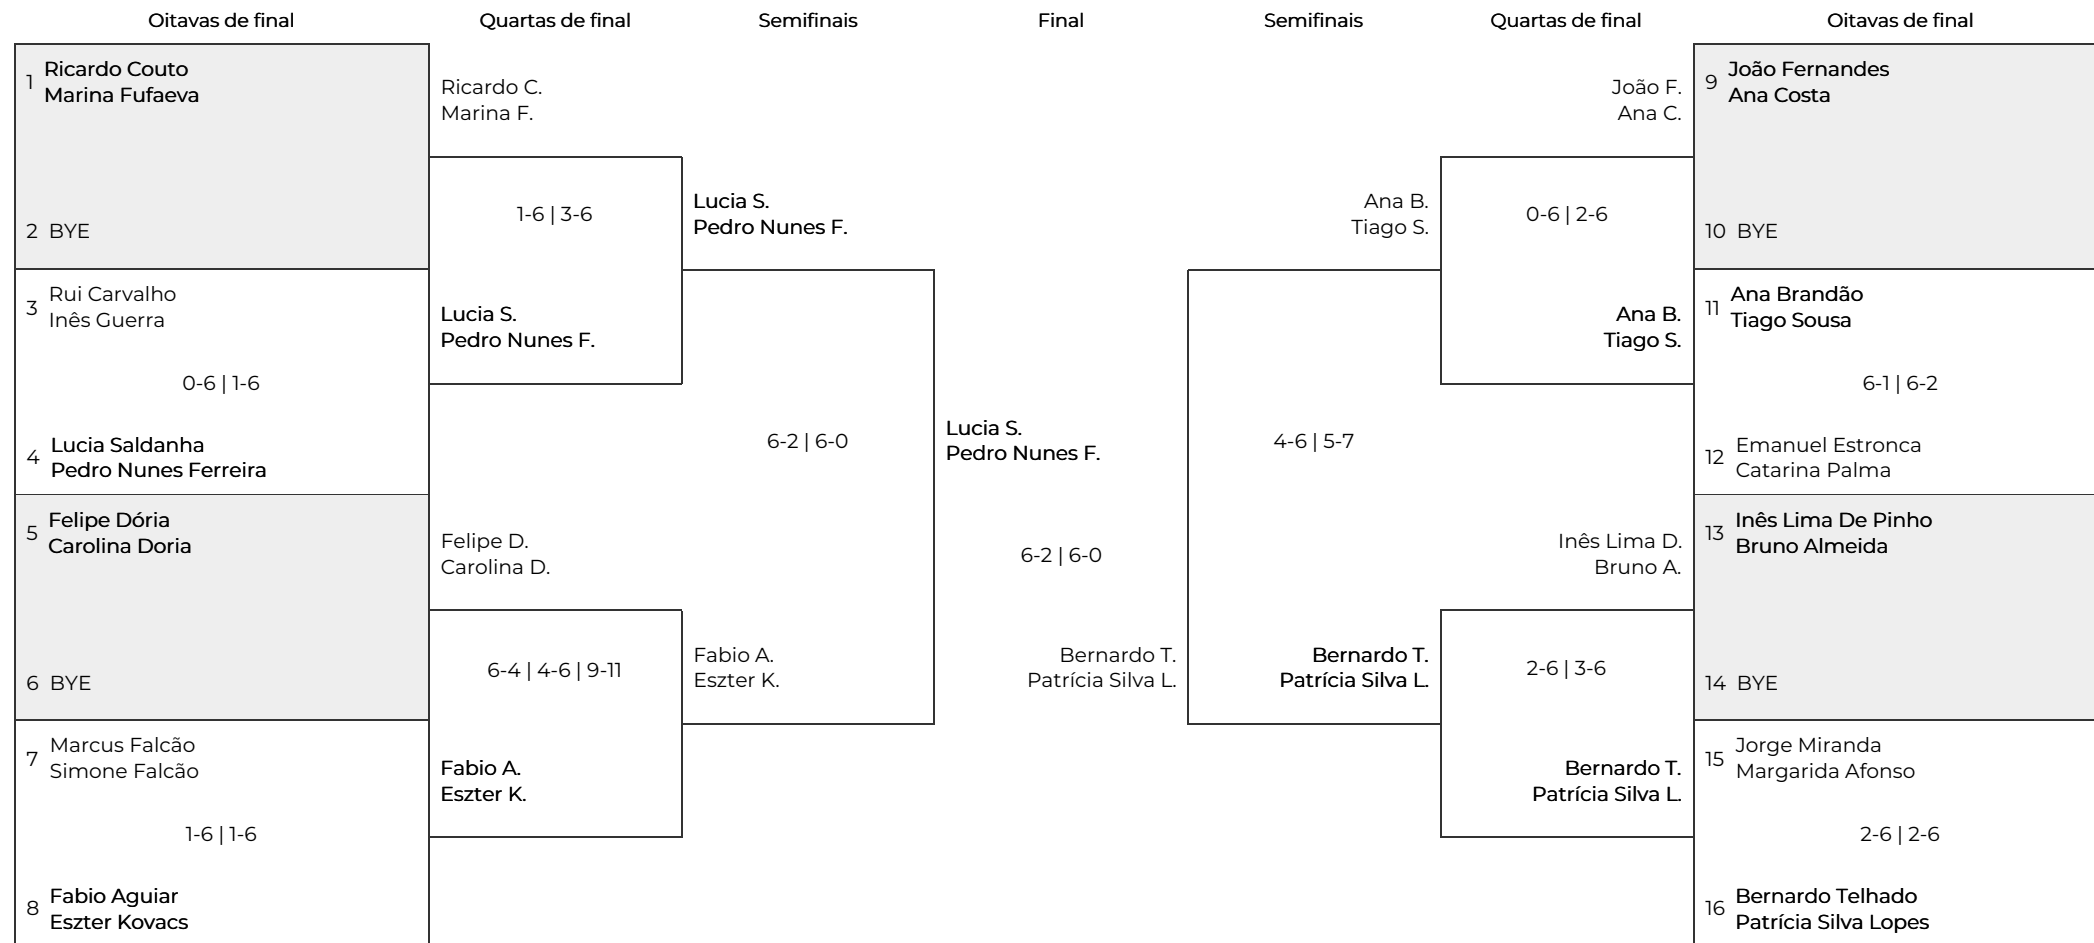 Oitavas de final
Quartas de final
Semifinais
Final
Semifinais
Quartas de final
Oitavas de final
1
Ricardo Couto
Marina Fufaeva
2 BYE
3
Rui Carvalho
Inês Guerra
0-6 | 1-6
4
Lucia Saldanha
Pedro Nunes Ferreira
5
Felipe Dória
Carolina Doria
6 BYE
7
Marcus Falcão
Simone Falcão
1-6 | 1-6
8
Fabio Aguiar
Eszter Kovacs
Ricardo C.
Marina F.
1-6 | 3-6
Lucia S.
Pedro Nunes F.
Felipe D.
Carolina D.
6-4 | 4-6 | 9-11
Fabio A.
Eszter K.
Lucia S.
Pedro Nunes F.
6-2 | 6-0
Fabio A.
Eszter K.
Lucia S.
Pedro Nunes F.
6-2 | 6-0
Bernardo T.
Patrícia Silva L.
Ana B.
Tiago S.
4-6 | 5-7
Bernardo T.
Patrícia Silva L.
João F.
Ana C.
0-6 | 2-6
Ana B.
Tiago S.
Inês Lima D.
Bruno A.
2-6 | 3-6
Bernardo T.
Patrícia Silva L.
9
João Fernandes
Ana Costa
10 BYE
11
Ana Brandão
Tiago Sousa
6-1 | 6-2
12
Emanuel Estronca
Catarina Palma
13
Inês Lima De Pinho
Bruno Almeida
14 BYE
15
Jorge Miranda
Margarida Afonso
2-6 | 2-6
16
Bernardo Telhado
Patrícia Silva Lopes